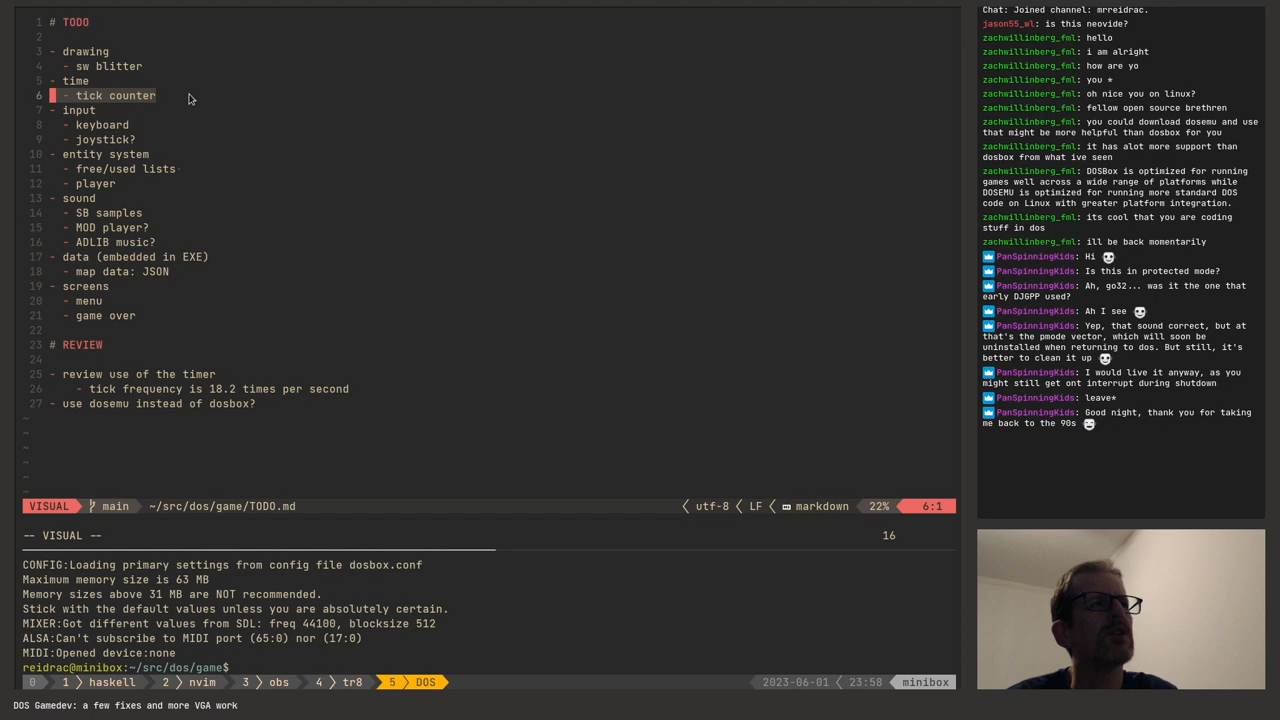 1 # TODO
2
3 - drawing
4 - sw blitter
5 - time
6 - tick counter
7 - input
8 - keyboard
9 - joystick?
10 - entity system
11 - free/used lists·
12 - player
13 - sound
14 - SB samples
15 - MOD player?
16 - ADLIB music?
17 - data (embedded in EXE)
18 - map data: JSON
19 - screens
20 - menu
21 - game over
22
23 # REVIEW
24
25 - review use of the timer
26 - tick frequency is 18.2 times per second
27 - use dosemu instead of dosbox?
~
~
~
~
~
~
VISUAL main ~/src/dos/game/TODO.md utf-8 LF markdown 22% 6:1
-- VISUAL -- 16
CONFIG:Loading primary settings from config file dosbox.conf
Maximum memory size is 63 MB
Memory sizes above 31 MB are NOT recommended.
Stick with the default values unless you are absolutely certain.
MIXER:Got different values from SDL: freq 44100, blocksize 512
ALSA:Can't subscribe to MIDI port (65:0) nor (17:0)
MIDI:Opened device:none
reidrac@minibox:~/src/dos/game$
0 1 haskell 2 nvim 3 obs 4 tr8 5 DOS 2023-06-01 23:58 minibox
Chat: Joined channel: mrreidrac.
jason55_wl: is this neovide?
zachwillinberg_fml: hello
zachwillinberg_fml: i am alright
zachwillinberg_fml: how are yo
zachwillinberg_fml: you *
zachwillinberg_fml: oh nice you on linux?
zachwillinberg_fml: fellow open source brethren
zachwillinberg_fml: you could download dosemu and use
that might be more helpful than dosbox for you
zachwillinberg_fml: it has alot more support than
dosbox from what ive seen
zachwillinberg_fml: DOSBox is optimized for running
games well across a wide range of platforms while
DOSEMU is optimized for running more standard DOS
code on Linux with greater platform integration.
zachwillinberg_fml: its cool that you are coding
stuff in dos
zachwillinberg_fml: ill be back momentarily
PanSpinningKids: Hi
PanSpinningKids: Is this in protected mode?
PanSpinningKids: Ah, go32... was it the one that
early DJGPP used?
PanSpinningKids: Ah I see
PanSpinningKids: Yep, that sound correct, but at
that's the pmode vector, which will soon be
uninstalled when returning to dos. But still, it's
better to clean it up
PanSpinningKids: I would live it anyway, as you
might still get ont interrupt during shutdown
PanSpinningKids: leave*
PanSpinningKids: Good night, thank you for taking
me back to the 90s
DOS Gamedev: a few fixes and more VGA work